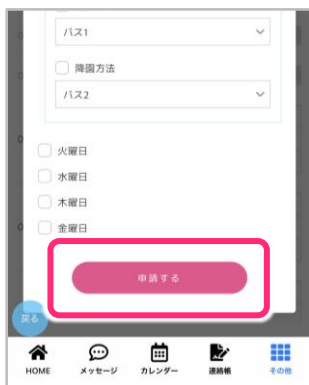 バス1
降園方法
バス2
火曜日
水曜日
木曜日
金曜日
申請する
戻る
HOME
メッセージ
カレンダー
連絡帳
その他